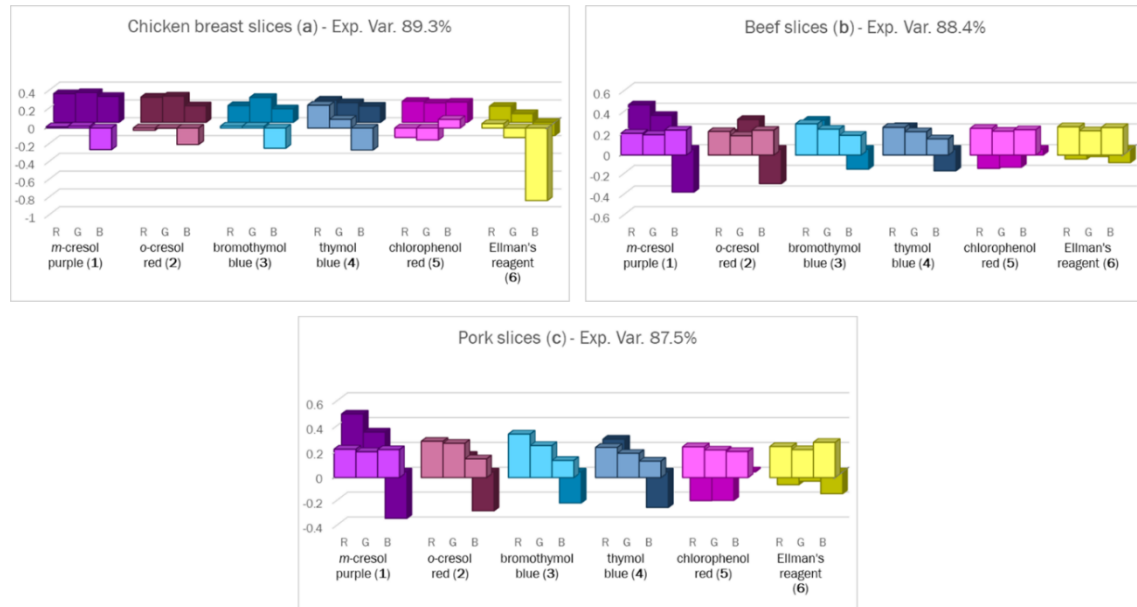 Chicken breast slices (a) - Exp. Var. 89.3%
0.4
0.2
0
-0.2
-0.4
-0.6
-0.8
-1
R G B R G B R G B R G B R G B R G B
m-cresol o-cresol bromothymol thymol chlorophenol Ellman's
purple (1) red (2) blue (3) blue (4) red (5) reagent
(6)
Beef slices (b) - Exp. Var. 88.4%
0.6
0.4
0.2
0
-0.2
-0.4
-0.6
R G B R G B R G B R G B R G B R G B
m-cresol o-cresol bromothymol thymol chlorophenol Ellman's
purple (1) red (2) blue (3) blue (4) red (5) reagent (6)
Pork slices (c) - Exp. Var. 87.5%
0.6
0.4
0.2
0
-0.2
-0.4
R G B R G B R G B R G B R G B R G B
m-cresol o-cresol bromothymol thymol chlorophenol Ellman's
purple (1) red (2) blue (3) blue (4) red (5) reagent
(6)